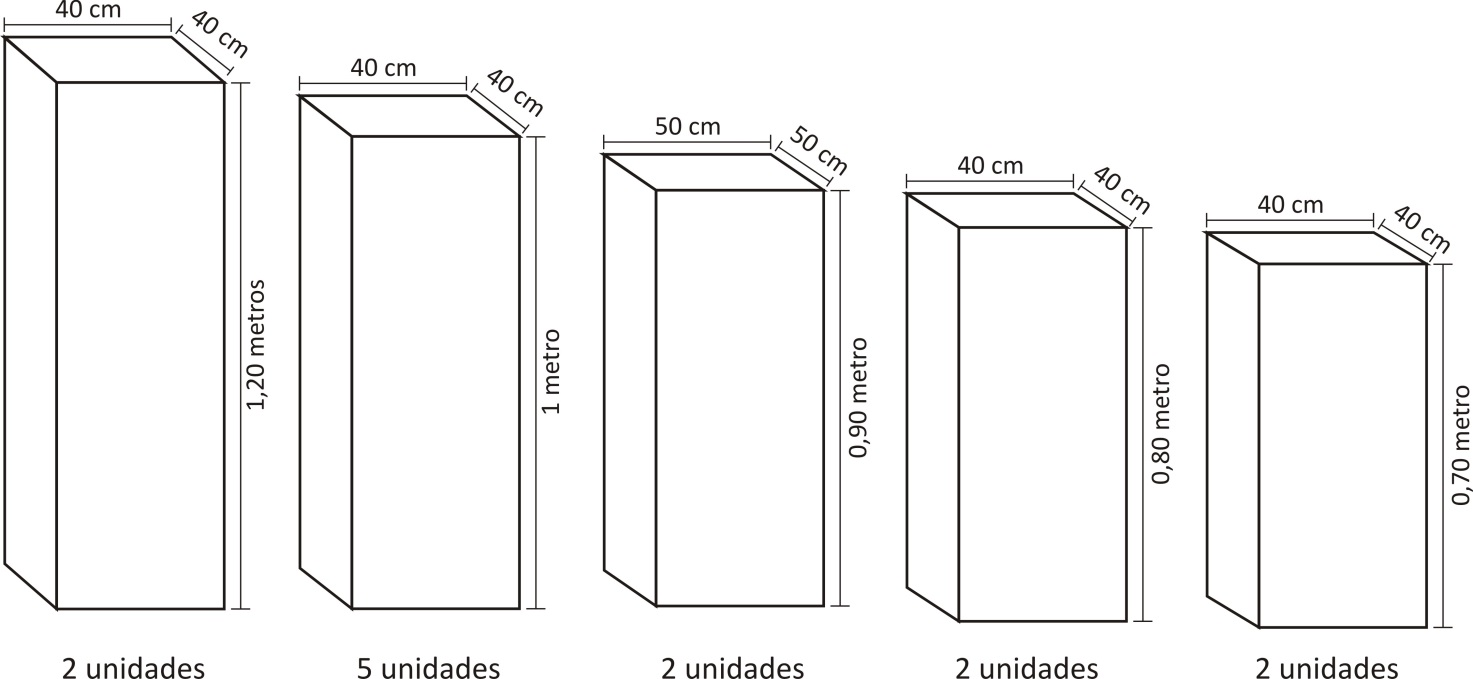 40 cm
40 cm
1,20 metros
2 unidades
40 cm
40 cm
1 metro
5 unidades
50 cm
50 cm
0,90 metro
2 unidades
40 cm
40 cm
0,80 metro
2 unidades
40 cm
40 cm
0,70 metro
2 unidades